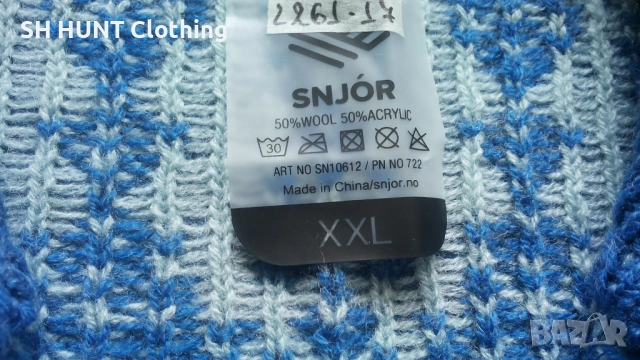 SH HUNT Clothing
2261-17
SNJÓR
50%WOOL 50%ACRYLIC
30
ART NO SN10612 / PN NO 722
Made in China/snjor.no
XXL
BAZAR